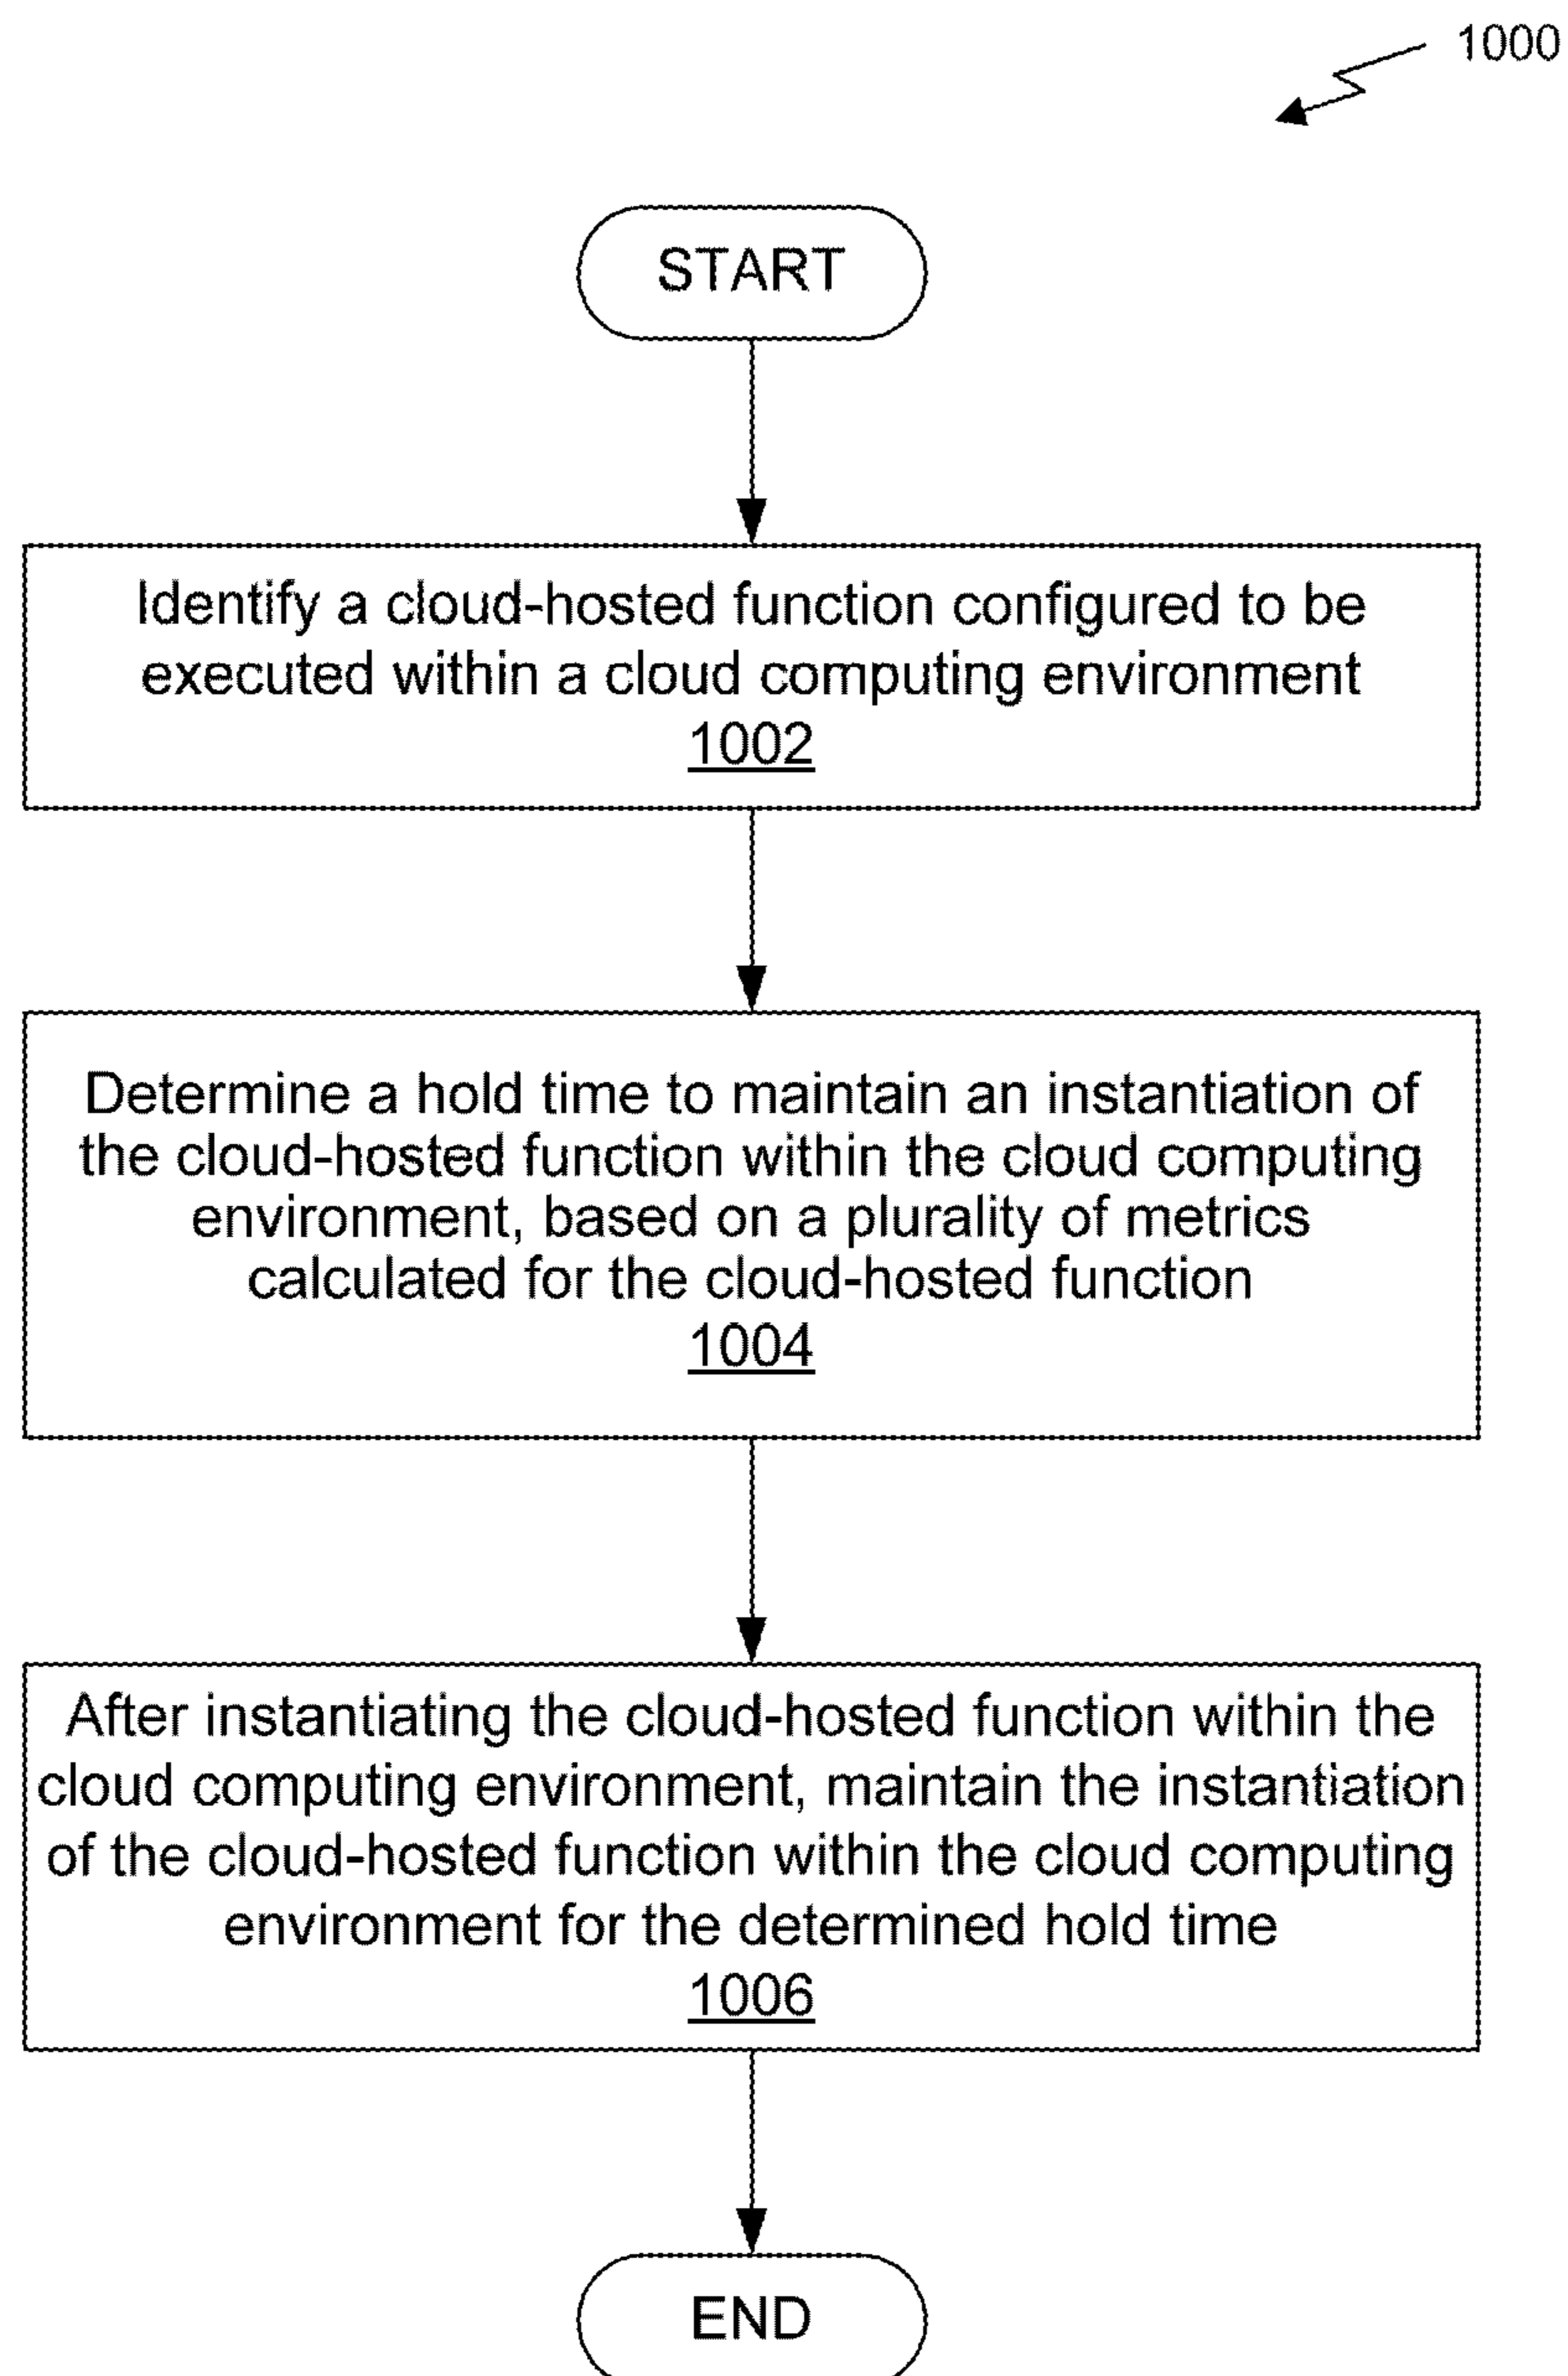 1000
START
Identify a cloud-hosted function configured to be
executed within a cloud computing environment
1002
Determine a hold time to maintain an instantiation of
the cloud-hosted function within the cloud computing
environment, based on a plurality of metrics
calculated for the cloud-hosted function
1004
After instantiating the cloud-hosted function within the
cloud computing environment, maintain the instantiation
of the cloud-hosted function within the cloud computing
environment for the determined hold time
1006
END